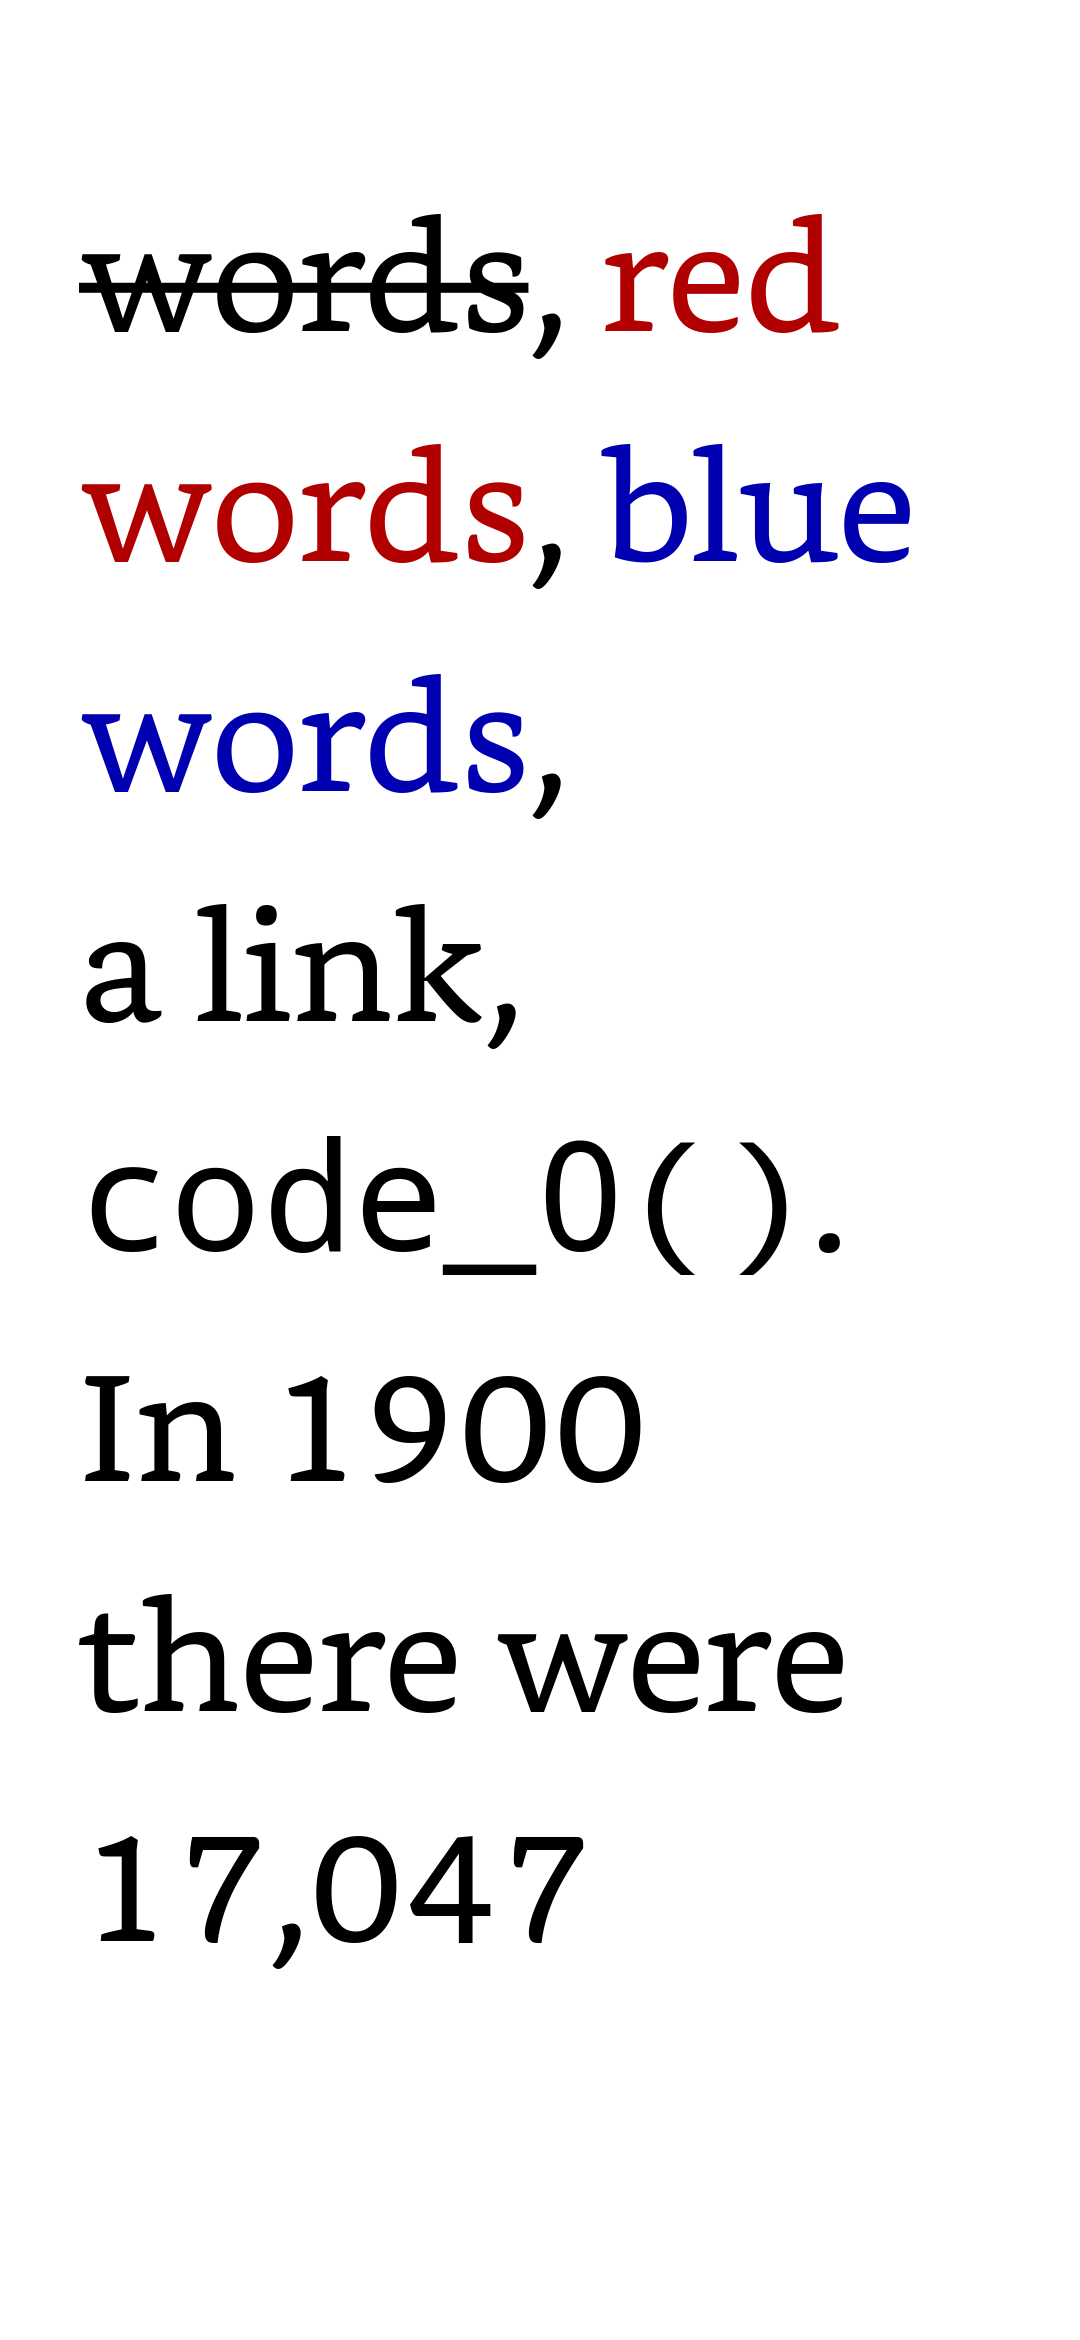 words, red
words, blue
words,
a link,
code_0().
In 1900
there were
17,047